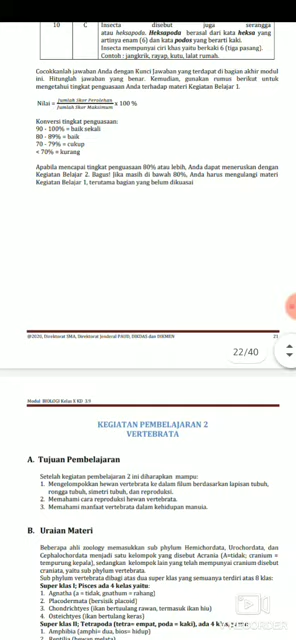 10 C Insecta disebut juga serangga
atau heksapoda. Heksapoda berasal dari kata heksa yang
artinya enam (6) dan kata podos yang berarti kaki.
Insecta mempunyai ciri khas yaitu berkaki 6 (tiga pasang).
Contoh : jangkrik, rayap, kutu, lalat rumah.
Cocokkanlah jawaban Anda dengan Kunci Jawaban yang terdapat di bagian akhir modul
ini. Hitunglah jawaban yang benar. Kemudian, gunakan rumus berikut untuk
mengetahui tingkat penguasaan Anda terhadap materi Kegiatan Belajar 1.
Nilai = Jumlah Skor Perolehan / Jumlah Skor Maksimum x 100 %
Konversi tingkat penguasaan:
90 - 100% = baik sekali
80 - 89% = baik
70 - 79% = cukup
< 70% = kurang
Apabila mencapai tingkat penguasaan 80% atau lebih, Anda dapat meneruskan dengan
Kegiatan Belajar 2. Bagus! Jika masih di bawah 80%, Anda harus mengulangi materi
Kegiatan Belajar 1, terutama bagian yang belum dikuasai
@2020, Direktorat SMA, Direktorat Jenderal PAUD, DIKDAS dan DIKMEN 21
22/40
Modul BIOLOGI Kelas X KD 3.9
KEGIATAN PEMBELAJARAN 2
VERTEBRATA
A. Tujuan Pembelajaran
Setelah kegiatan pembelajaran 2 ini diharapkan mampu:
1. Mengelompokkan hewan vertebrata ke dalam filum berdasarkan lapisan tubuh,
rongga tubuh, simetri tubuh, dan reproduksi.
2. Memahami cara reproduksi hewan vertebrata.
3. Memahami manfaat vertebrata dalam kehidupan manuia.
B. Uraian Materi
Beberapa ahli zoology memasukkan sub phylum Hemichordata, Urochordata, dan
Cephalochordata menjadi satu kelompok yang disebut Acrania (A=tidak; cranium =
tempurung kepala), sedangkan kelompok lain yang telah mempunyai cranium disebut
craniata, yaitu sub phylum vertebrata.
Sub phylum vertebrata dibagi atas dua super klas yang semuanya terdiri atas 8 klas:
Super klas I; Pisces ada 4 kelas yaitu:
1. Agnatha (a = tidak, gnathum = rahang)
2. Placodermata (bersisik placoid)
3. Chondrichtyes (ikan bertulang rawan, termasuk ikan hiu)
4. Osteichtyes (ikan bertulang keras)
Super klas II; Tetrapoda (tetra= empat, poda = kaki), ada 4
1. Amphibia (amphi= dua, bios= hidup)